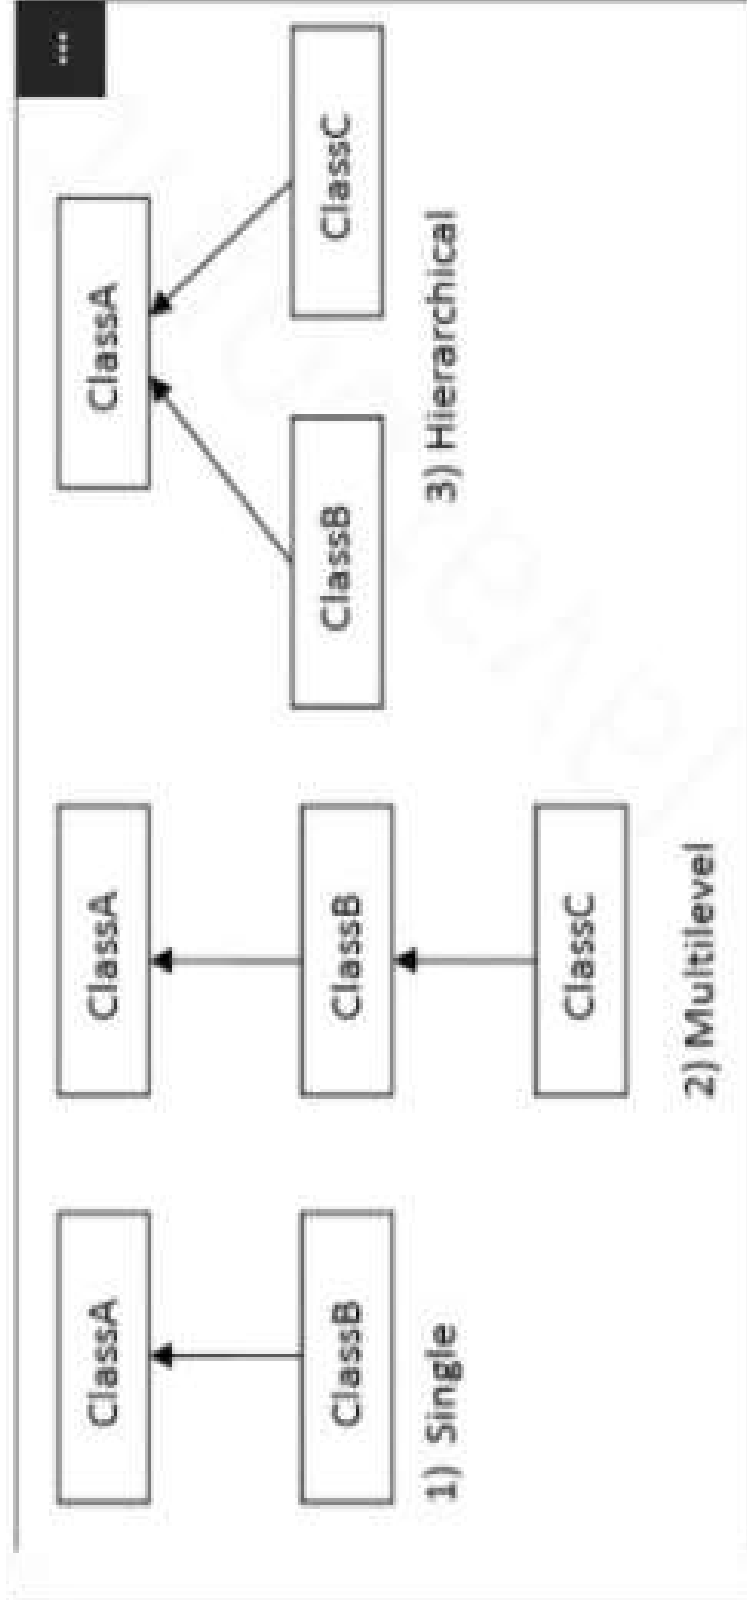 ClassA
ClassB
1) Single
ClassA
ClassB
ClassC
2) Multilevel
ClassA
ClassB
ClassC
3) Hierarchical
...